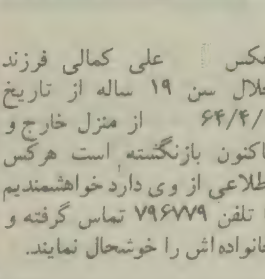 عکس علی کمالی فرزند
جلال سن ۱۹ ساله از تاریخ
۶۴/۴/ از منزل خارج و
تاکنون بازنگشته است هرکس
اطلاعی از وی دارد خواهشمندیم
با تلفن ۷۹۶۷۷۹ تماس گرفته و
خانواده‌اش را خوشحال نمایند.